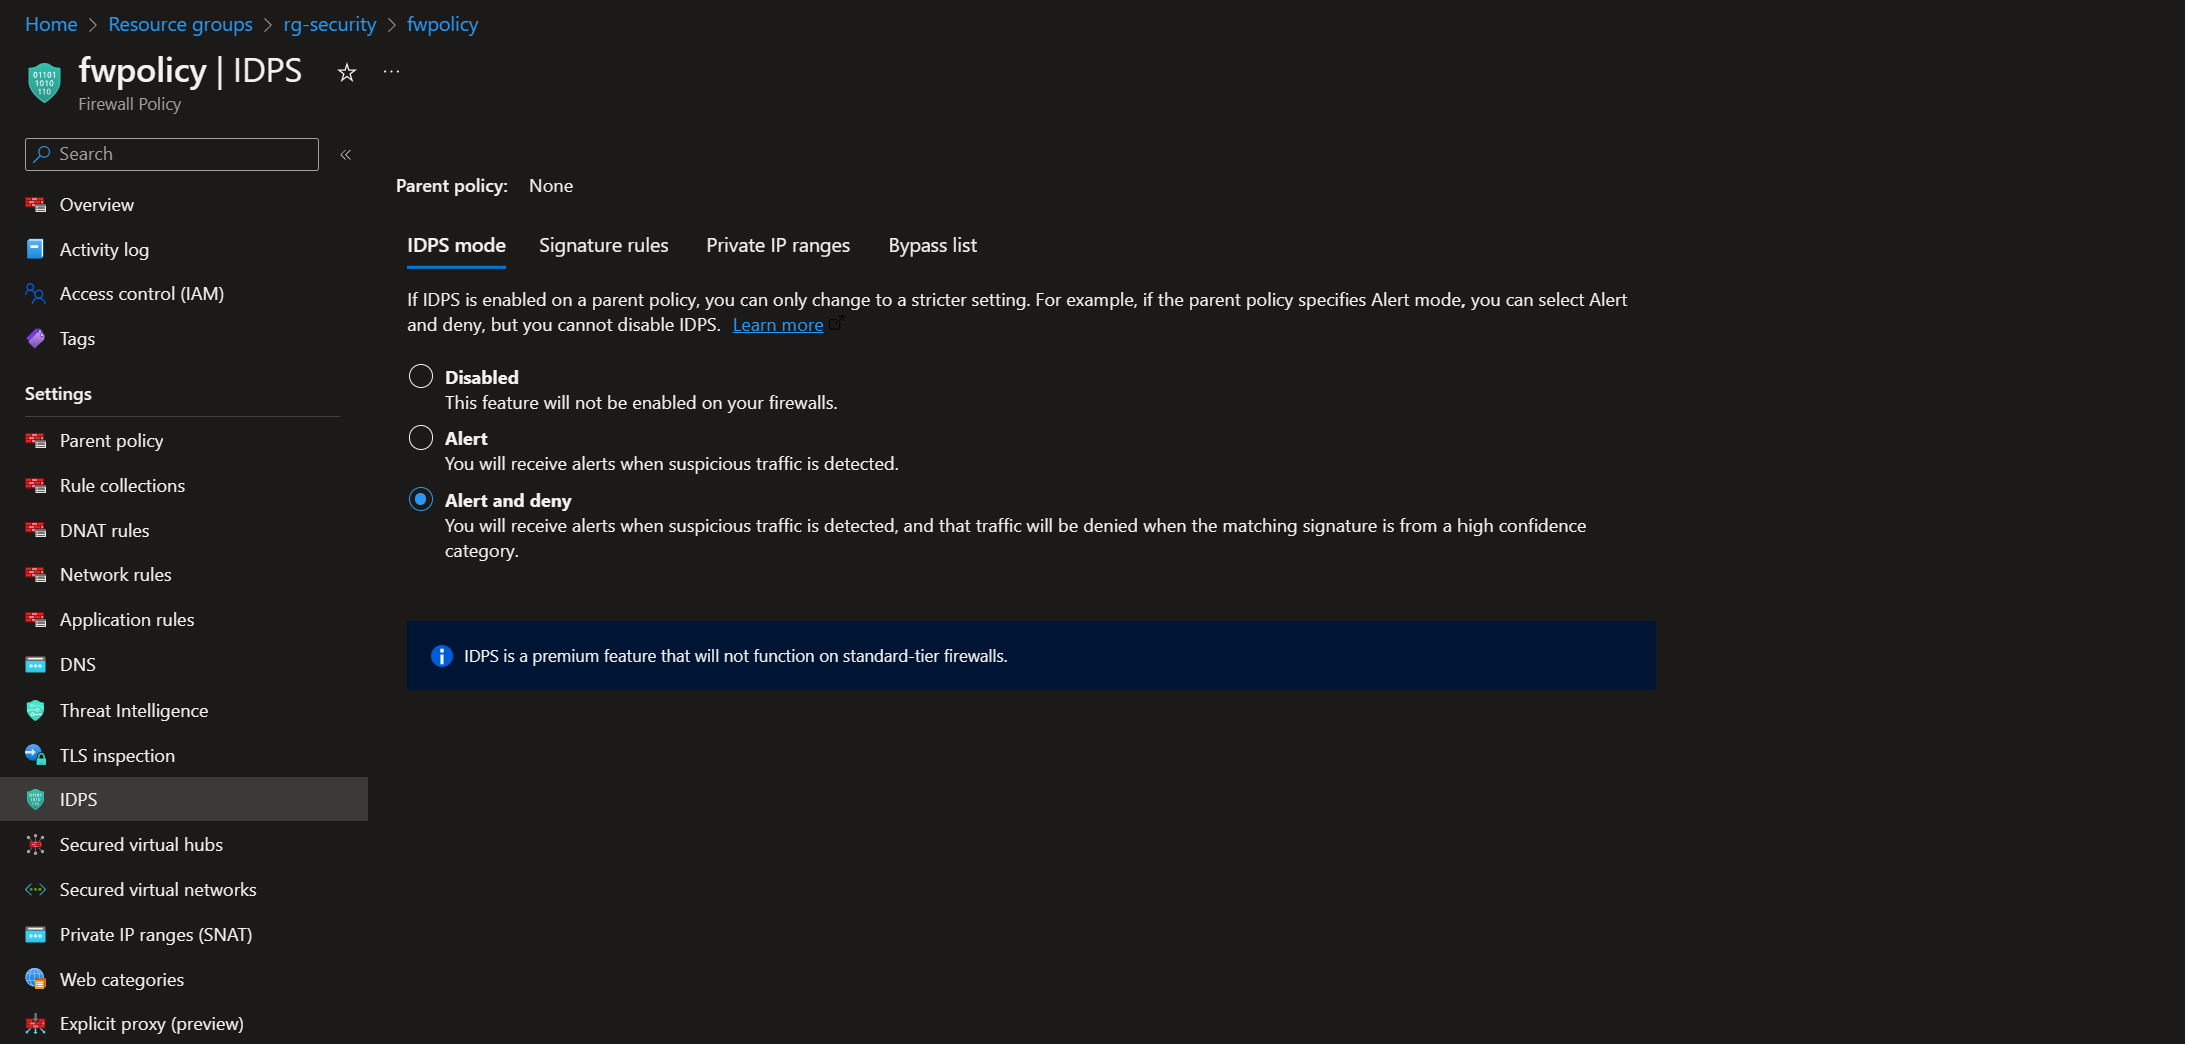 Home > Resource groups > rg-security > fwpolicy
fwpolicy | IDPS
Firewall Policy
Search
Overview
Activity log
Access control (IAM)
Tags
Settings
Parent policy
Rule collections
DNAT rules
Network rules
Application rules
DNS
Threat Intelligence
TLS inspection
IDPS
Secured virtual hubs
Secured virtual networks
Private IP ranges (SNAT)
Web categories
Explicit proxy (preview)
Parent policy: None
IDPS mode Signature rules Private IP ranges Bypass list
If IDPS is enabled on a parent policy, you can only change to a stricter setting. For example, if the parent policy specifies Alert mode, you can select Alert
and deny, but you cannot disable IDPS. Learn more
Disabled
This feature will not be enabled on your firewalls.
Alert
You will receive alerts when suspicious traffic is detected.
Alert and deny
You will receive alerts when suspicious traffic is detected, and that traffic will be denied when the matching signature is from a high confidence
category.
IDPS is a premium feature that will not function on standard-tier firewalls.